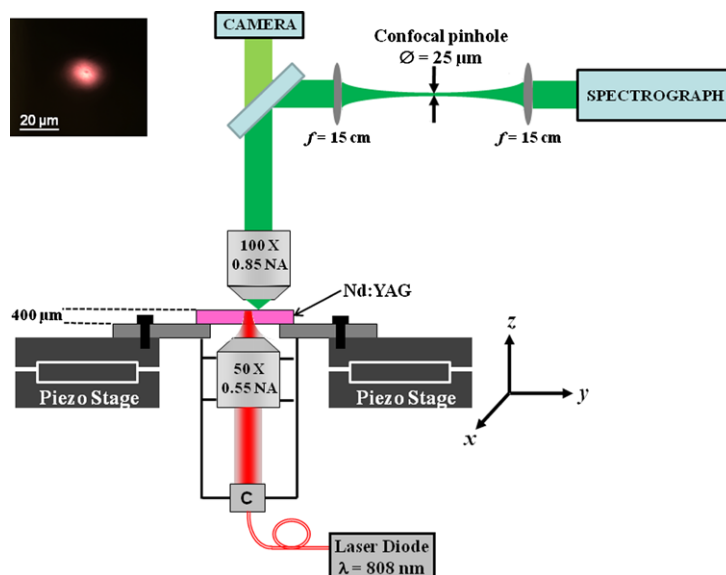 CAMERA
20 µm
Confocal pinhole
Ø = 25 µm
SPECTROGRAPH
f = 15 cm
f = 15 cm
100 X
0.85 NA
Nd:YAG
400 µm
50 X
0.55 NA
Piezo Stage
Piezo Stage
z
y
x
C
Laser Diode
λ = 808 nm